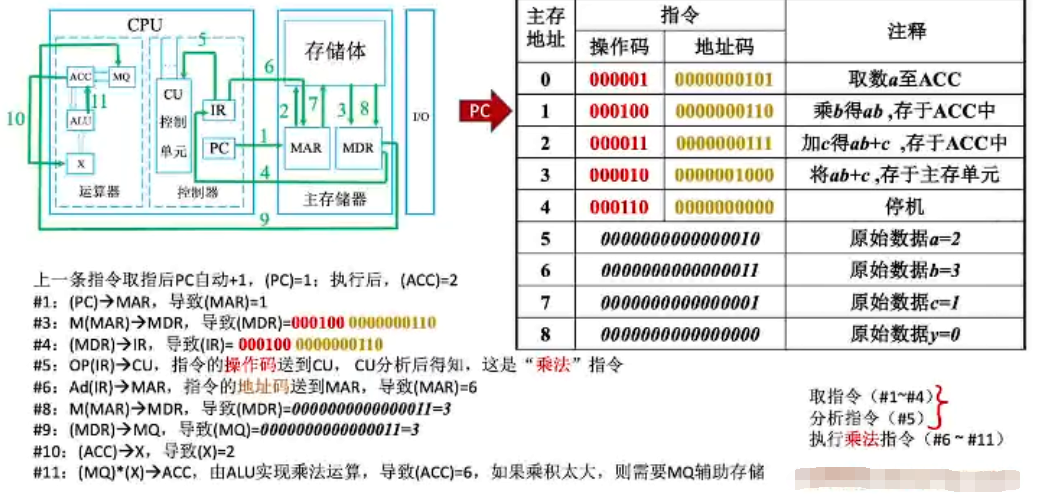 CPU
ACC
MQ
ALU
X
运算器
CU
控制
单元
IR
PC
控制器
存储体
MAR
MDR
主存储器
I/O
1
2
3
4
5
6
7
8
9
10
11
PC
主存地址 指令 注释
操作码 地址码
0 000001 0000000101 取数a至ACC
1 000100 0000000110 乘b得ab ,存于ACC中
2 000011 0000000111 加c得ab+c ,存于ACC中
3 000010 0000001000 将ab+c ,存于主存单元
4 000110 0000000000 停机
5 0000000000000010 原始数据a=2
6 0000000000000011 原始数据b=3
7 0000000000000001 原始数据c=1
8 0000000000000000 原始数据y=0
上一条指令取指后PC自动+1，(PC)=1；执行后，(ACC)=2
#1：(PC)→MAR，导致(MAR)=1
#3：M(MAR)→MDR，导致(MDR)=000100 0000000110
#4：(MDR)→IR，导致(IR)= 000100 0000000110
#5：OP(IR)→CU，指令的操作码送到CU，CU分析后得知，这是“乘法”指令
#6：Ad(IR)→MAR，指令的地址码送到MAR，导致(MAR)=6
#8：M(MAR)→MDR，导致(MDR)=0000000000000011=3
#9：(MDR)→MQ，导致(MQ)=0000000000000011=3
#10：(ACC)→X，导致(X)=2
#11：(MQ)*(X)→ACC，由ALU实现乘法运算，导致(ACC)=6，如果乘积太大，则需要MQ辅助存储
取指令（#1~#4）
分析指令（#5）
执行乘法指令（#6 ~ #11）